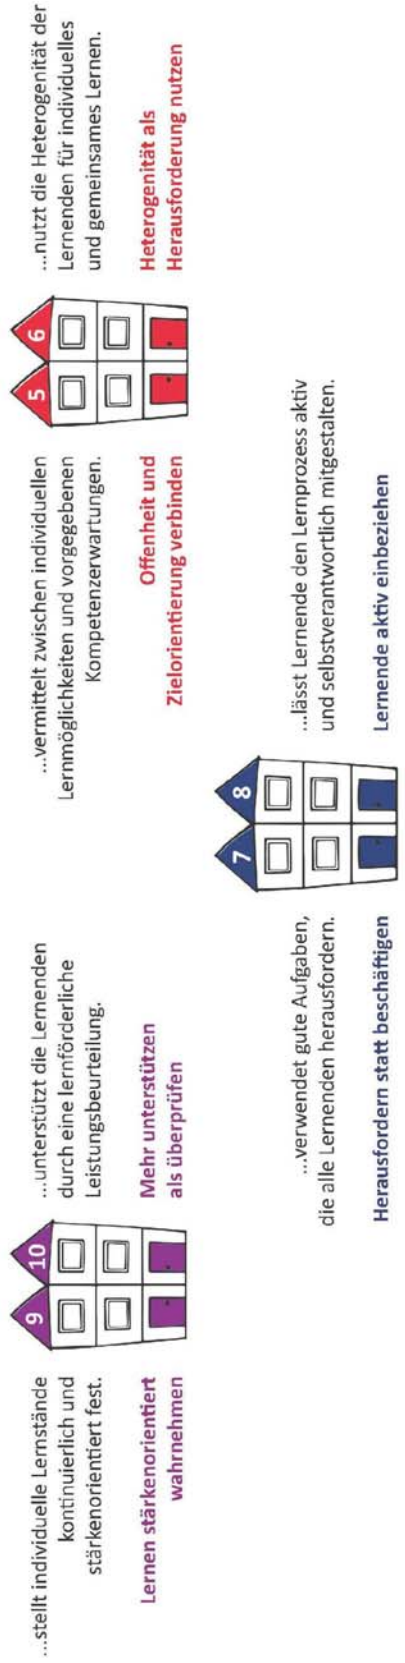 ...stellt individuelle Lernstände
kontinuierlich und
stärkenorientiert fest.
Lernen stärkenorientiert
wahrnehmen
9
10
...unterstützt die Lernenden
durch eine lernförderliche
Leistungsbeurteilung.
Mehr unterstützen
als überprüfen
...vermittelt zwischen individuellen
Lernmöglichkeiten und vorgegebenen
Kompetenzerwartungen.
Offenheit und
Zielorientierung verbinden
5
6
...nutzt die Heterogenität der
Lernenden für individuelles
und gemeinsames Lernen.
Heterogenität als
Herausforderung nutzen
...verwendet gute Aufgaben,
die alle Lernenden herausfordern.
Herausfordern statt beschäftigen
7
8
...lässt Lernende den Lernprozess aktiv
und selbstverantwortlich mitgestalten.
Lernende aktiv einbeziehen